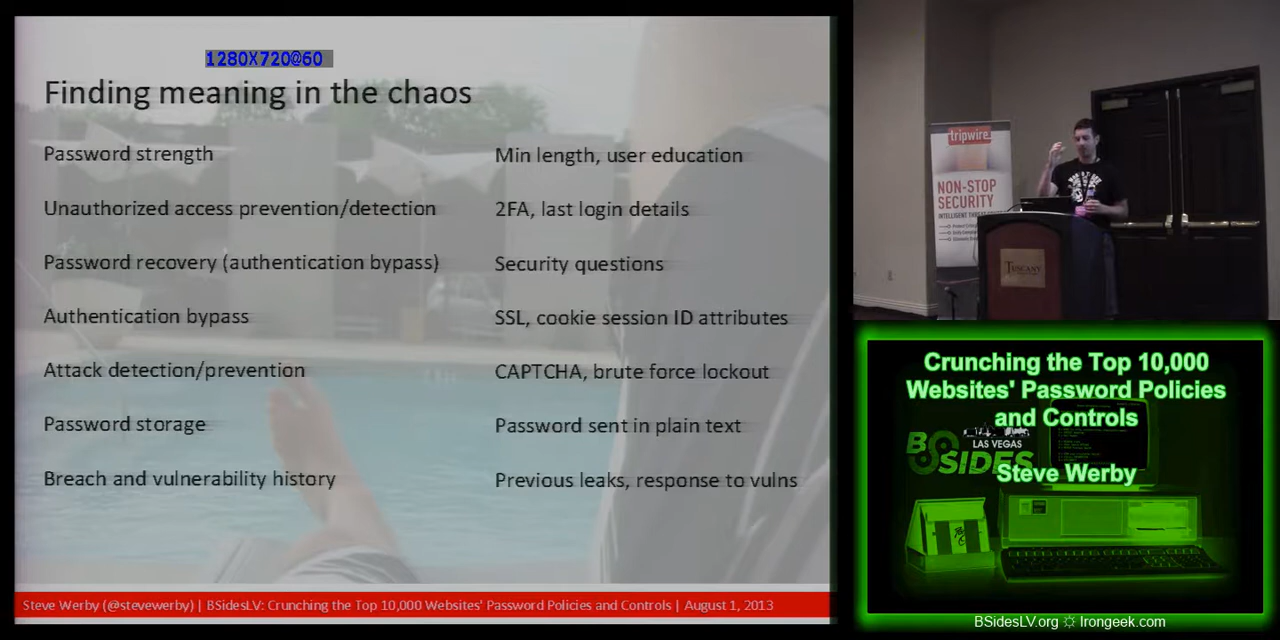 1280X720@60
Finding meaning in the chaos
Password strength
Min length, user education
Unauthorized access prevention/detection
2FA, last login details
Password recovery (authentication bypass)
Security questions
Authentication bypass
SSL, cookie session ID attributes
Attack detection/prevention
CAPTCHA, brute force lockout
Password storage
Password sent in plain text
Breach and vulnerability history
Previous leaks, response to vulns
Steve Werby (@stevewerby) | BSidesLV: Crunching the Top 10,000 Websites' Password Policies and Controls | August 1, 2013
tripwire
NON-STOP
SECURITY
TUSCANY
Crunching the Top 10,000
Websites' Password Policies
and Controls
LAS VEGAS
BSIDES
Steve Werby
BSidesLV.org ☼ Irongeek.com